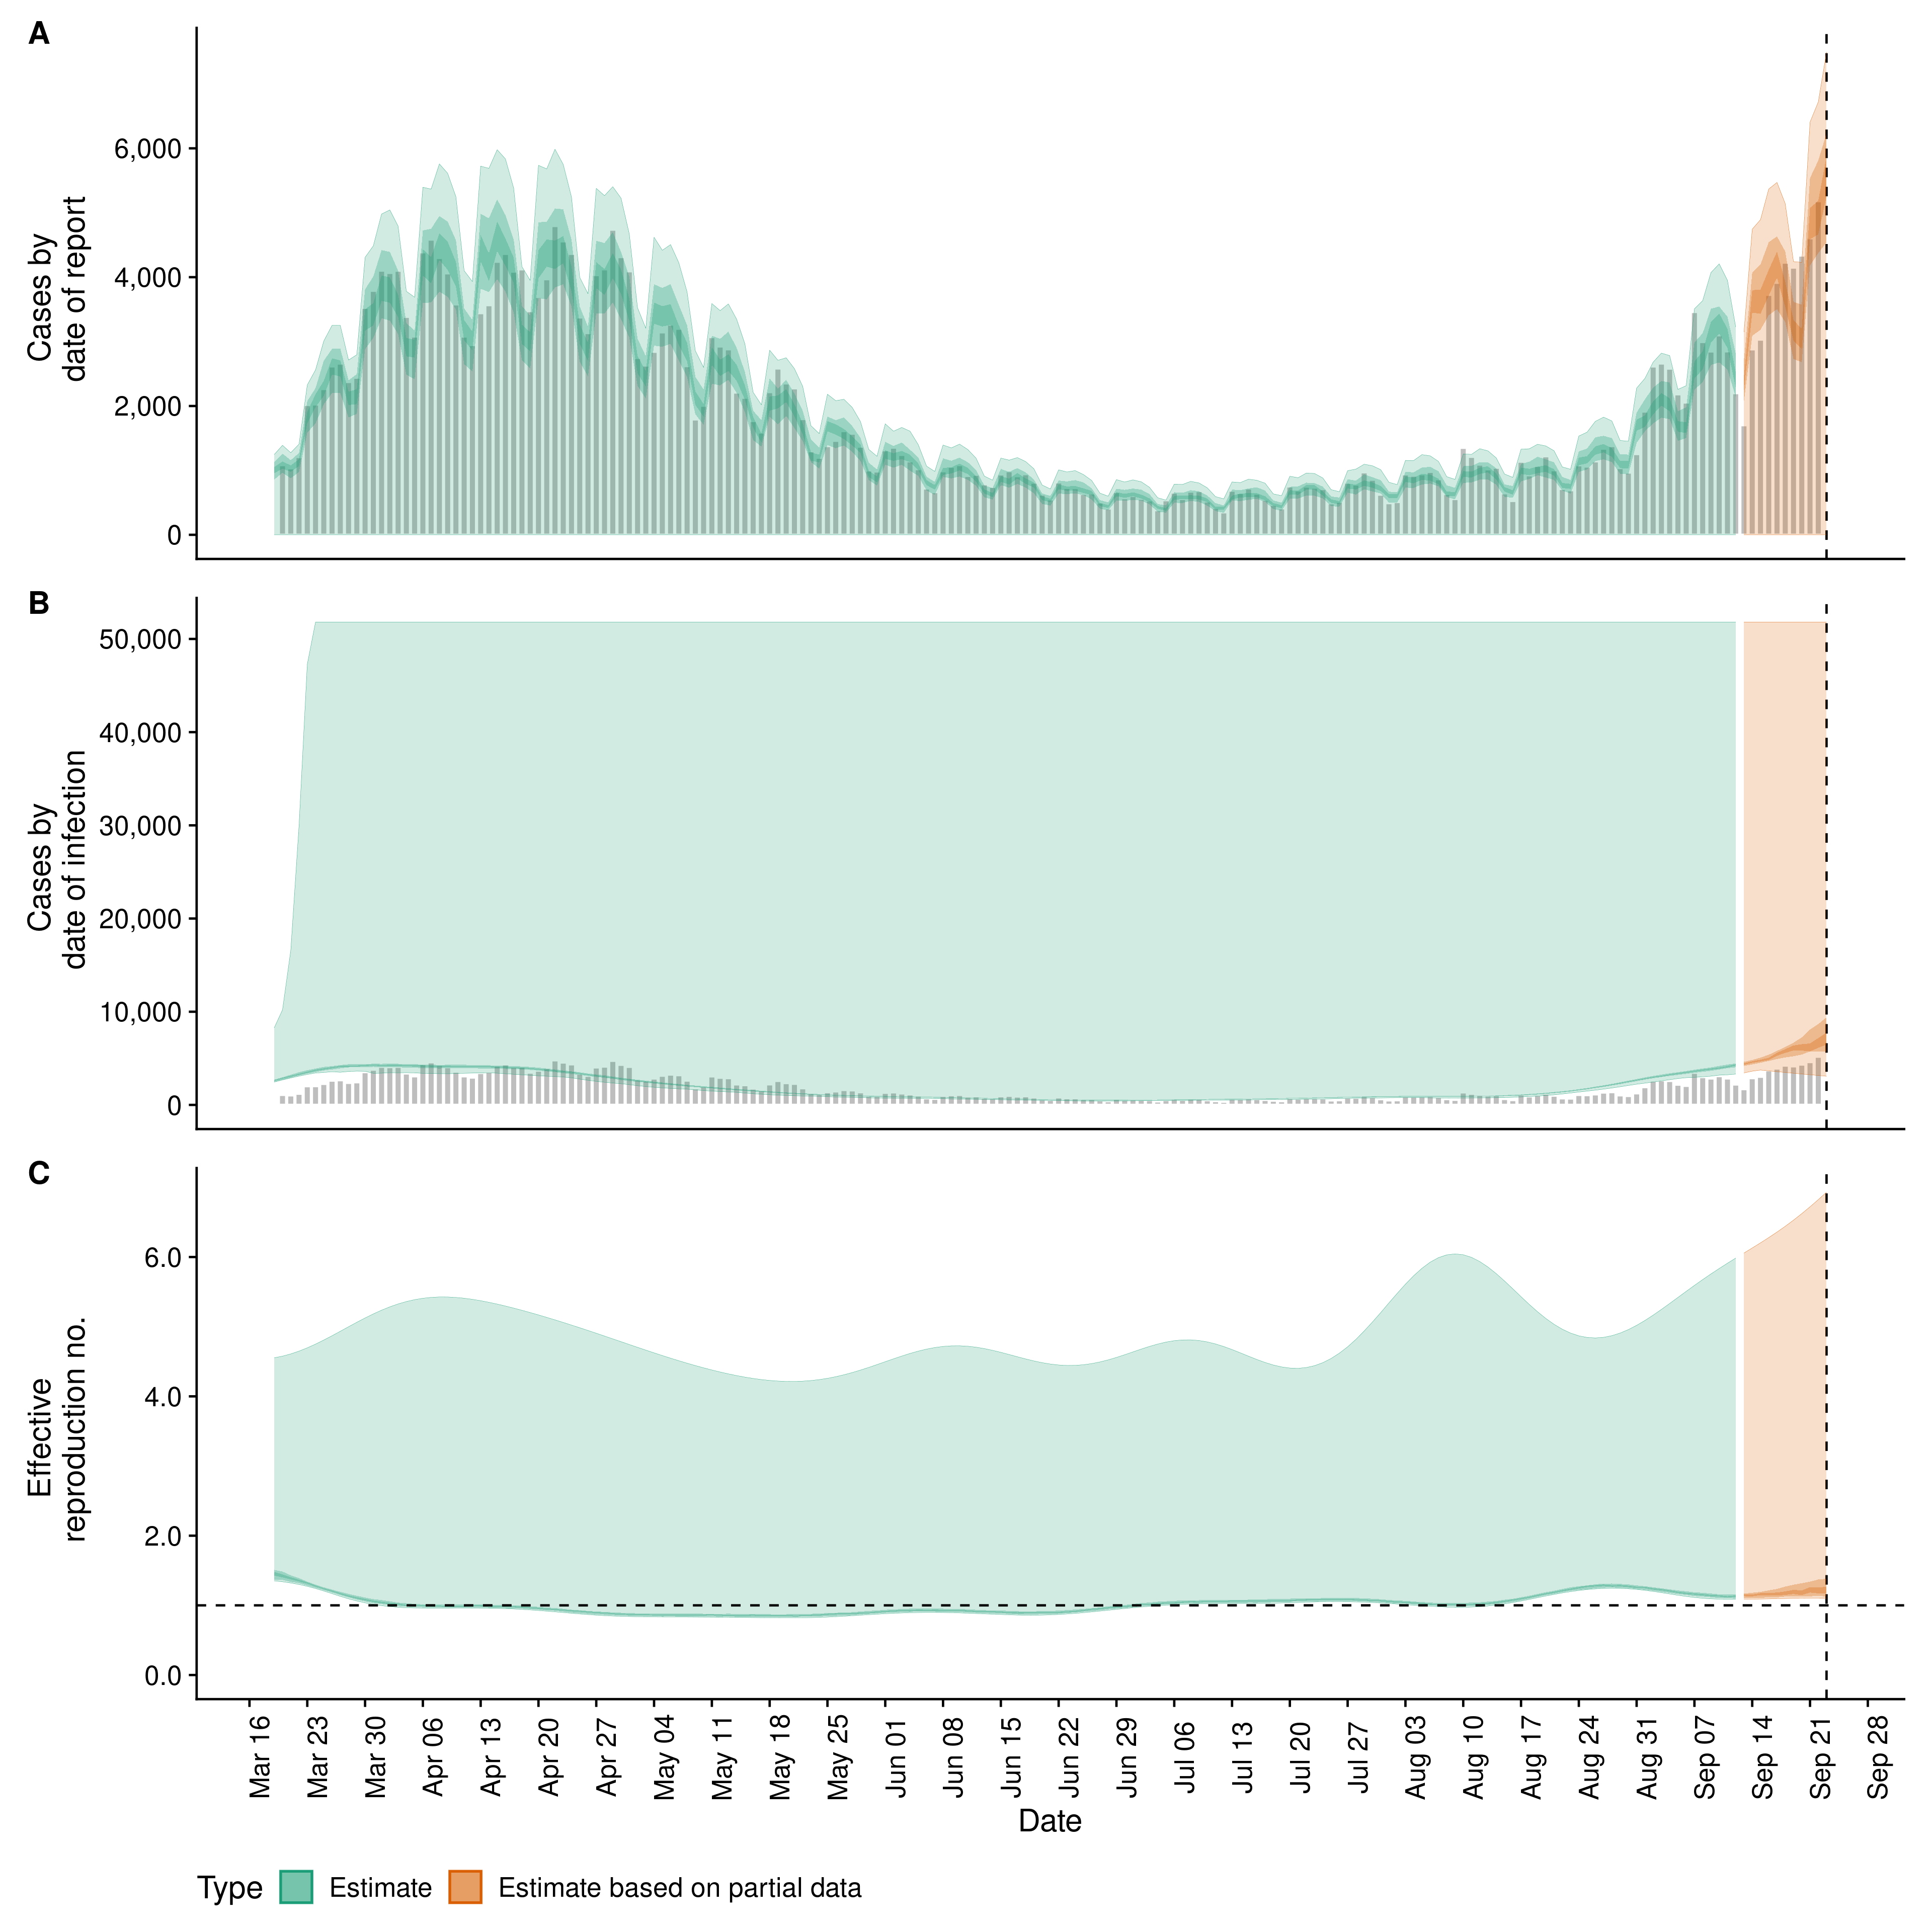 A
Cases by
date of report
6,000
4,000
2,000
0
B
Cases by
date of infection
50,000
40,000
30,000
20,000
10,000
0
C
Effective
reproduction no.
6.0
4.0
2.0
0.0
Mar 16
Mar 23
Mar 30
Apr 06
Apr 13
Apr 20
Apr 27
May 04
May 11
May 18
May 25
Jun 01
Jun 08
Jun 15
Jun 22
Jun 29
Jul 06
Jul 13
Jul 20
Jul 27
Aug 03
Aug 10
Aug 17
Aug 24
Aug 31
Sep 07
Sep 14
Sep 21
Sep 28
Date
Type Estimate Estimate based on partial data